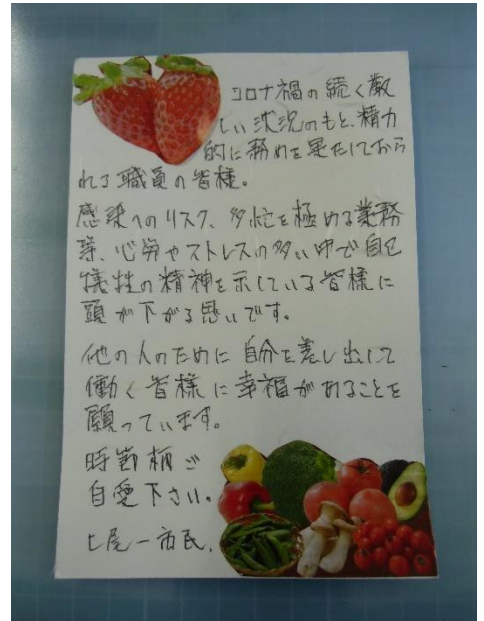 コロナ禍の続く厳
しい状況のもと、精力
的に務めを果たしておら
れる職員の皆様。
感染へのリスク、多忙を極める業務
等、心労やストレスの多い中で自己
犠牲の精神を示している皆様に
頭が下がる思いです。
他の人のために自分を差し出して
働く皆様に幸福があることを
願っています。
時節柄ご
自愛下さい。
上尾一市民.